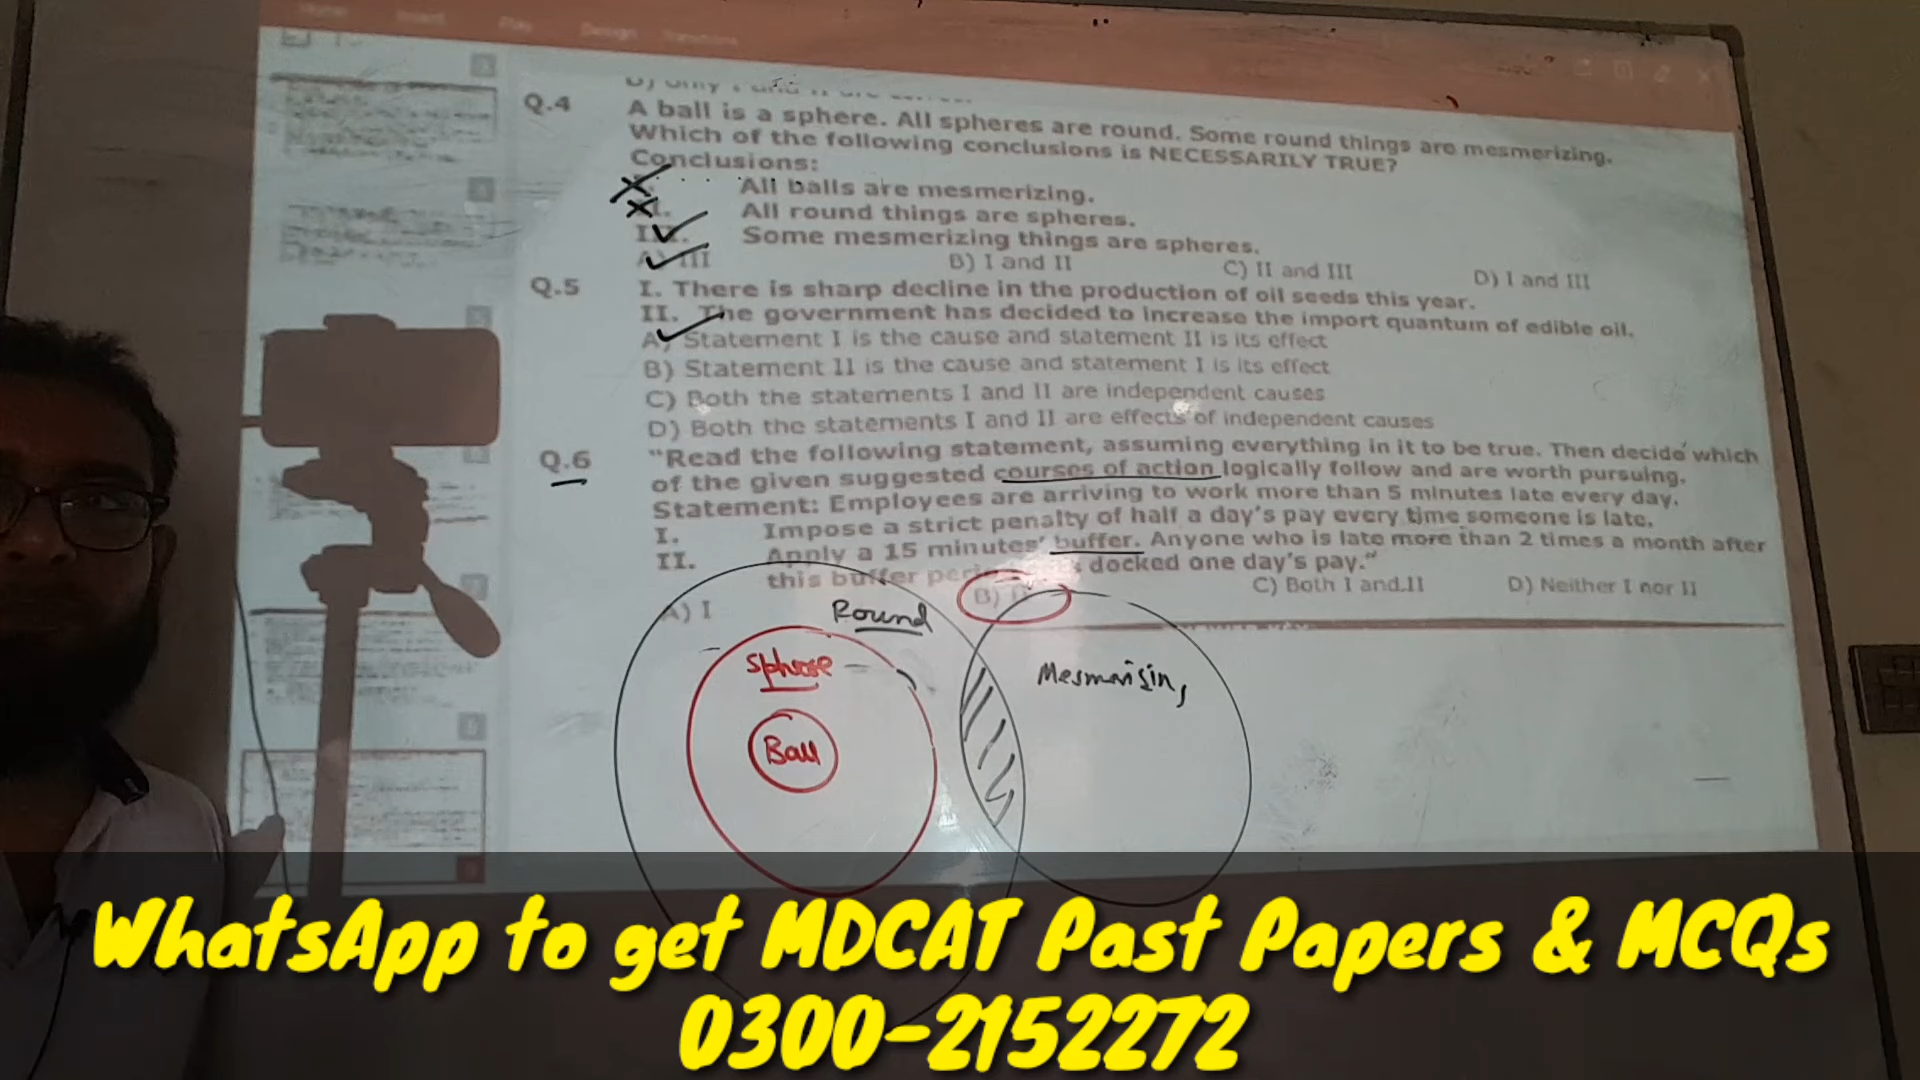 Q.4 A ball is a sphere. All spheres are round. Some round things are mesmerizing.
Which of the following conclusions is NECESSARILY TRUE?
Conclusions:
All balls are mesmerizing.
II. All round things are spheres.
III. Some mesmerizing things are spheres.
A) III B) I and II C) II and III D) I and III
Q.5 I. There is sharp decline in the production of oil seeds this year.
II. The government has decided to increase the import quantum of edible oil.
A) Statement I is the cause and statement II is its effect
B) Statement II is the cause and statement I is its effect
C) Both the statements I and II are independent causes
D) Both the statements I and II are effects of independent causes
Q.6 "Read the following statement, assuming everything in it to be true. Then decide which
of the given suggested courses of action logically follow and are worth pursuing.
Statement: Employees are arriving to work more than 5 minutes late every day.
I. Impose a strict penalty of half a day's pay every time someone is late.
II. Apply a 15 minutes' buffer. Anyone who is late more than 2 times a month after
this buffer docked one day's pay."
A) I B) II C) Both I and II D) Neither I nor II
Round
Sphere
Mesmerising
Ball
WhatsApp to get MDCAT Past Papers & MCQs
0300-2152272